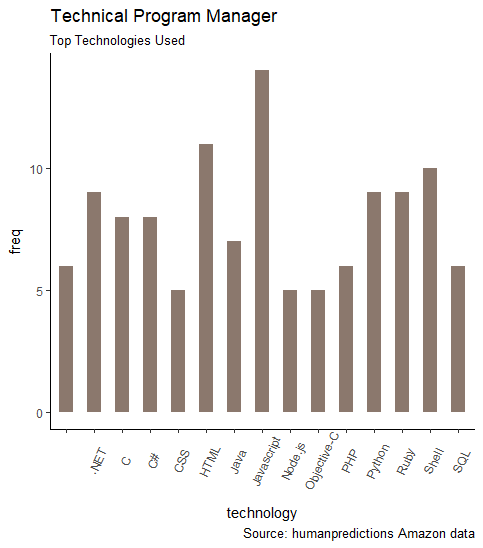 Technical Program Manager
Top Technologies Used
freq
10
5
0
.NET
C
C#
CSS
HTML
Java
Javascript
Node.js
Objective-C
PHP
Python
Ruby
Shell
SQL
technology
Source: humanpredictions Amazon data